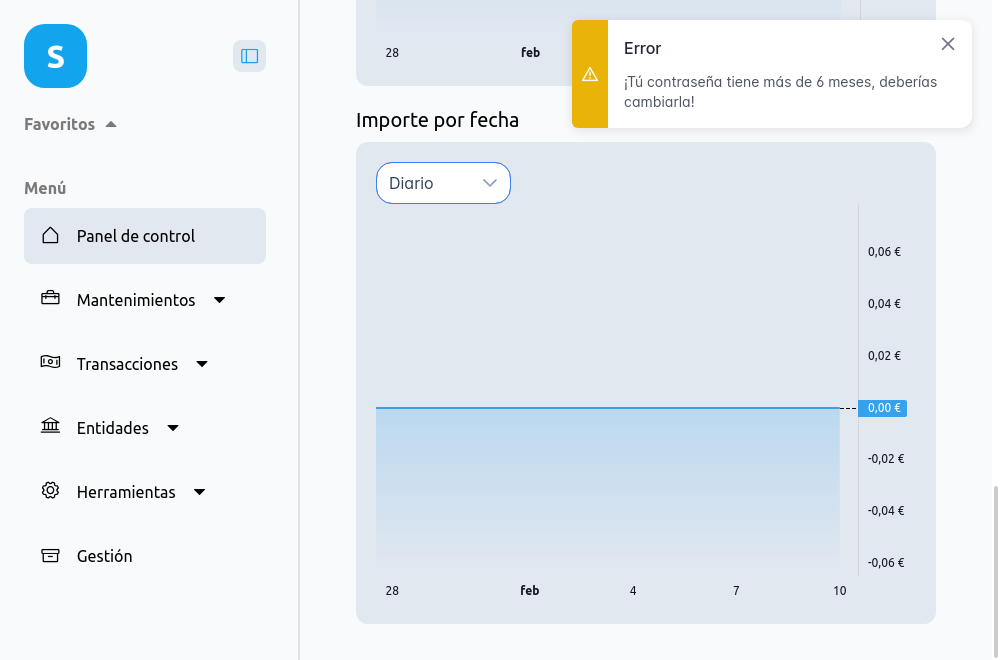 S
Favoritos
Menú
Panel de control
Mantenimientos
Transacciones
Entidades
Herramientas
Gestión
28 feb
Error
¡Tú contraseña tiene más de 6 meses, deberías
cambiarla!
Importe por fecha
Diario
0,06 €
0,04 €
0,02 €
0,00 €
-0,02 €
-0,04 €
-0,06 €
28 feb 4 7 10